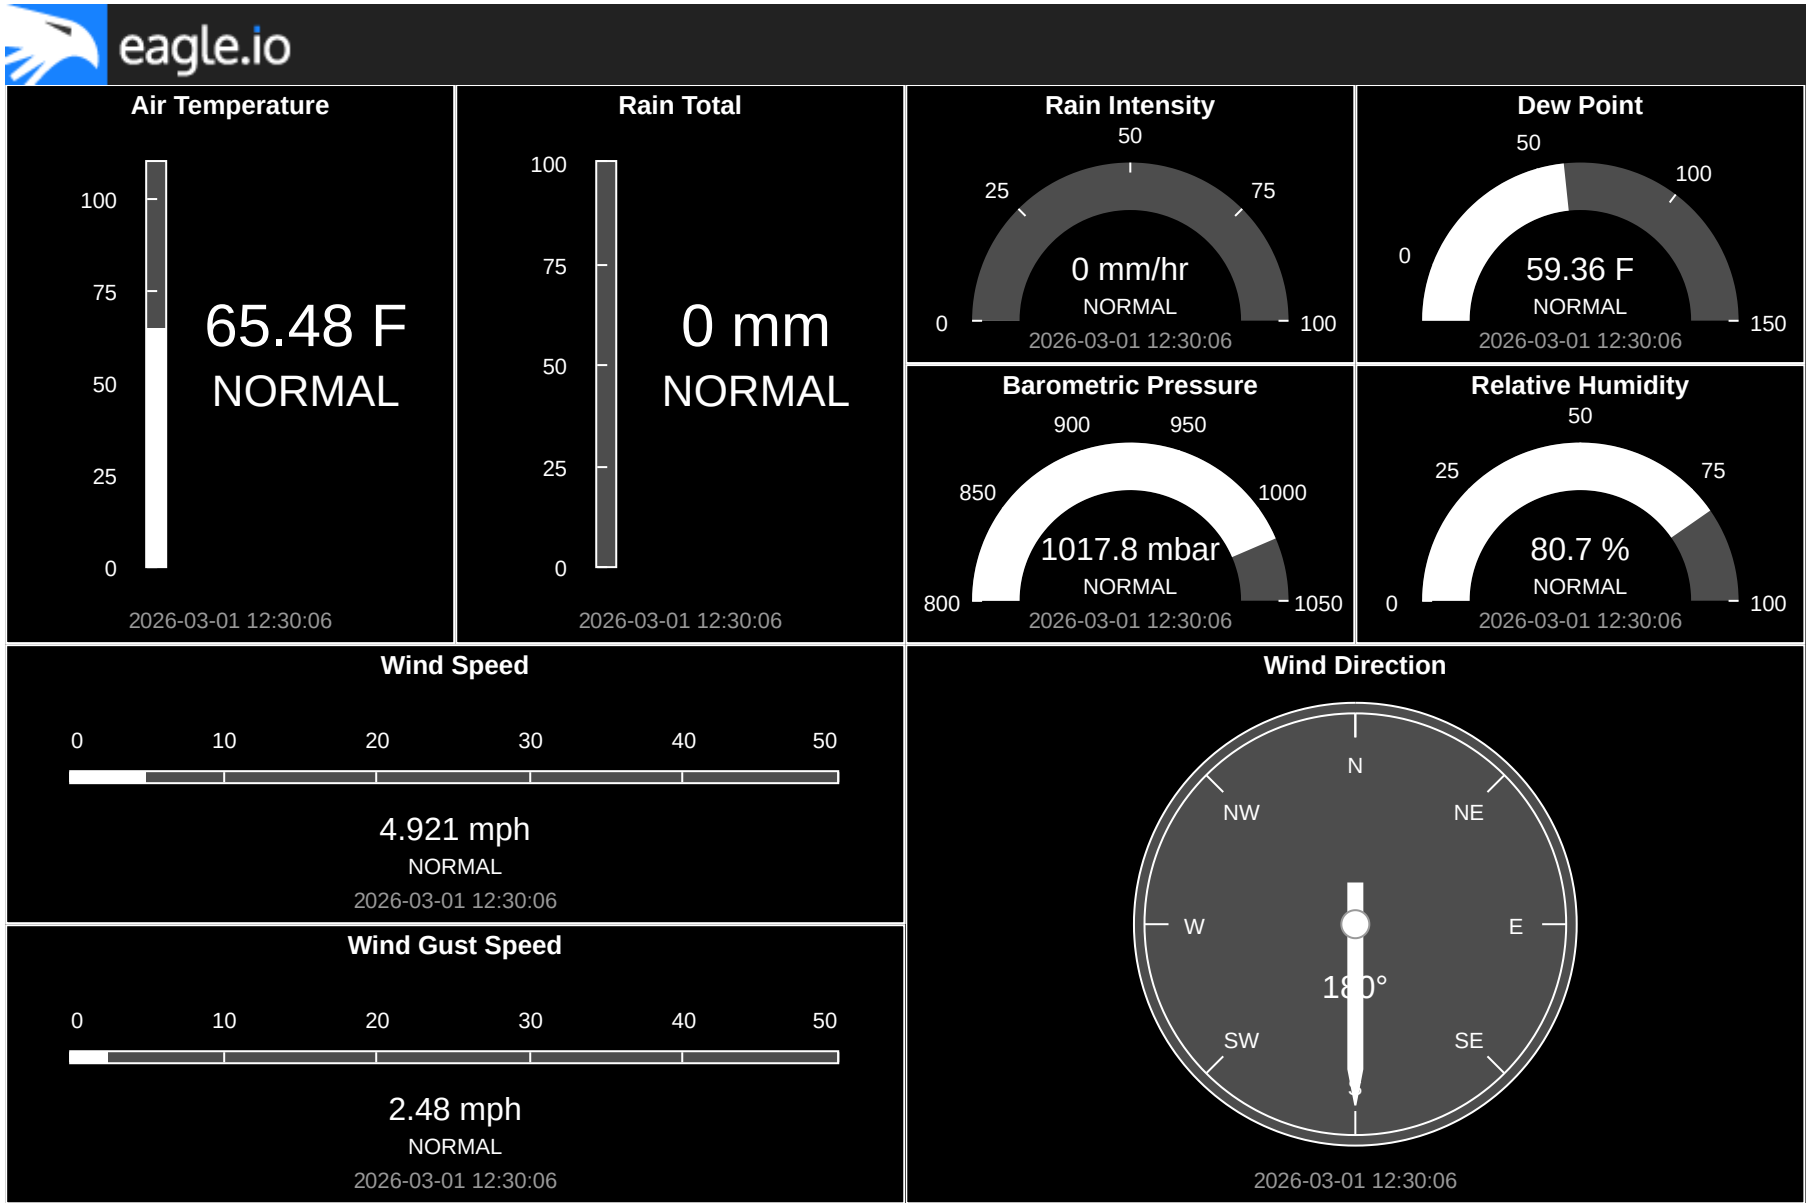 eagle.io
Air Temperature
100
75
50
25
0
65.48 F
NORMAL
2026-03-01 12:30:06
Rain Total
100
75
50
25
0
0 mm
NORMAL
2026-03-01 12:30:06
Rain Intensity
50
25
75
0
100
0 mm/hr
NORMAL
2026-03-01 12:30:06
Dew Point
50
100
0
150
59.36 F
NORMAL
2026-03-01 12:30:06
Barometric Pressure
900
950
850
1000
800
1050
1017.8 mbar
NORMAL
2026-03-01 12:30:06
Relative Humidity
50
25
75
0
100
80.7 %
NORMAL
2026-03-01 12:30:06
Wind Speed
0 10 20 30 40 50
4.921 mph
NORMAL
2026-03-01 12:30:06
Wind Gust Speed
0 10 20 30 40 50
2.48 mph
NORMAL
2026-03-01 12:30:06
Wind Direction
N
NW
NE
W
E
180°
SW
SE
S
2026-03-01 12:30:06